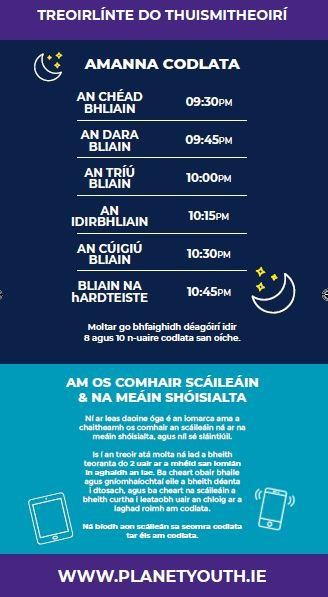 TREOIRLÍNTE DO THUISMITHEOIRÍ
AMANNA CODLATA
AN CHÉAD
BHLIAIN
09:30PM
AN DARA
BLIAIN
09:45PM
AN TRÍÚ
BLIAIN
10:00PM
AN
IDIRBHLIAIN
10:15PM
AN CÚIGIÚ
BLIAIN
10:30PM
BLIAIN NA
hARDTEISTE
10:45PM
Moltar go bhfaighidh déagóirí idir
8 agus 10 n-uaire codlata san oíche.
AM OS COMHAIR SCÁILEÁIN
& NA MEÁIN SHÓISIALTA
Ní ar leas daoine óga é an iomarca ama a
chaitheamh os comhair an scáileáin ná ar na
meáin shóisialta, agus níl sé sláintiúil.
Is í an treoir atá molta ná iad a bheith
teoranta do 2 uair ar a mhéid san iomlán
in aghaidh an lae. Ba cheart obair bhaile
agus gníomhaíochtaí eile a bheith déanta
i dtosach, agus ba cheart na scáileáin a
bheith curtha i leataobh uair an chloig ar a
laghad roimh am codlata.
Ná bíodh aon scáileán sa seomra codlata
tar éis am codlata.
WWW.PLANETYOUTH.IE